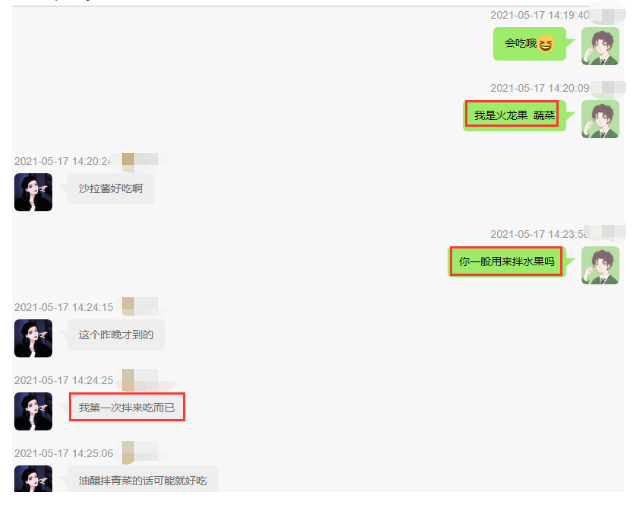 2021-05-17 14:19:40
会吃哦
2021-05-17 14:20:09
我是火龙果 蔬菜
2021-05-17 14:20:24
沙拉酱好吃啊
2021-05-17 14:23:58
你一般用来拌水果吗
2021-05-17 14:24:15
这个昨晚才到的
2021-05-17 14:24:25
我第一次拌来吃而已
2021-05-17 14:25:06
油醋拌青菜的话可能就好吃